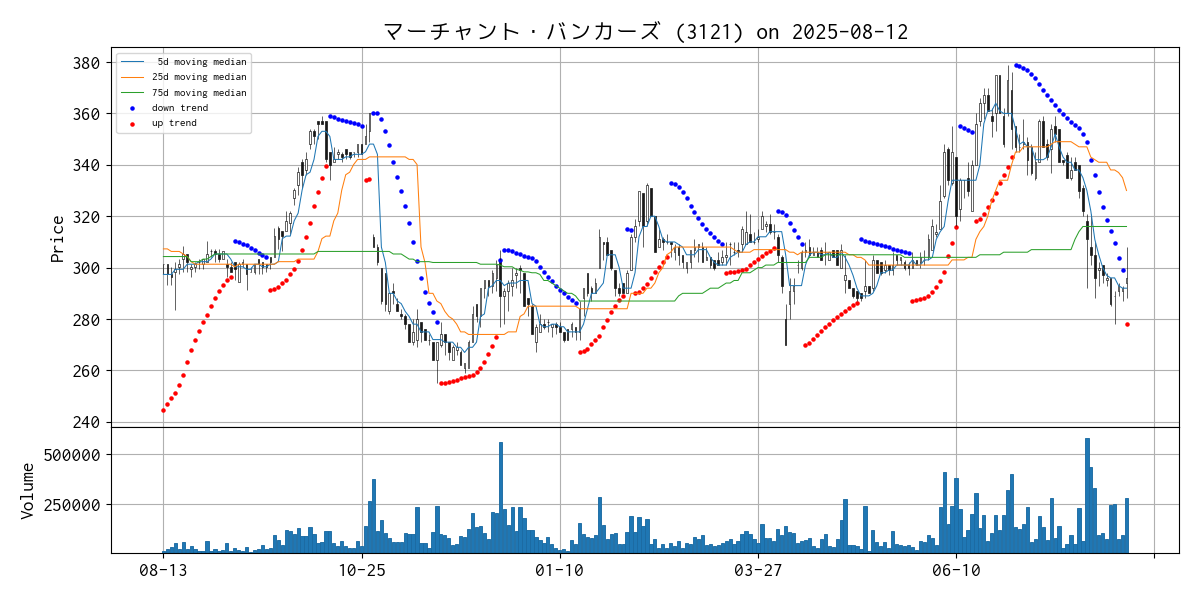 マーチャント・バンカーズ (3121) on 2025-08-12
5d moving median
25d moving median
75d moving median
down trend
up trend
Price
380
360
340
320
300
280
260
240
Volume
500000
250000
08-13
10-25
01-10
03-27
06-10